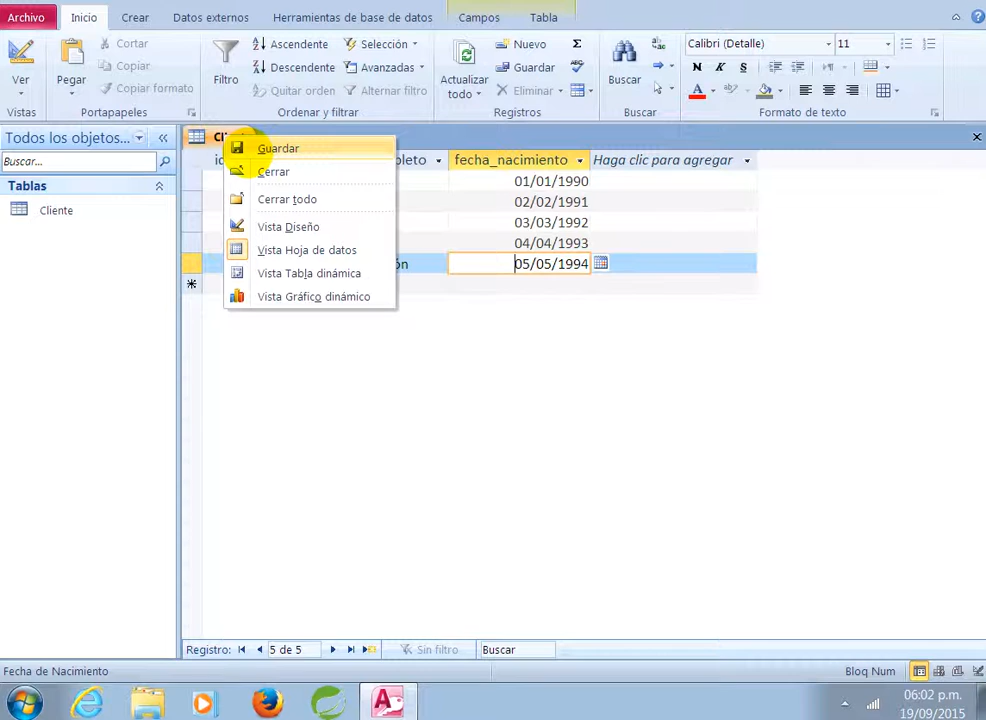 Archivo Inicio Crear Datos externos Herramientas de base de datos Campos Tabla
Cortar Ascendente Selección Nuevo Calibri (Detalle) 11
Copiar Descendente Avanzadas Guardar N K S
Ver Pegar Copiar formato Filtro Quitar orden Alternar filtro Actualizar todo Eliminar Buscar A
Vistas Portapapeles Ordenar y filtrar Registros Buscar Formato de texto
Todos los objetos... «
Buscar...
fecha_nacimiento Haga clic para agregar
Tablas
Cliente
Guardar
Cerrar
Cerrar todo
Vista Diseño
Vista Hoja de datos
Vista Tabla dinámica
Vista Gráfico dinámico
01/01/1990
02/02/1991
03/03/1992
04/04/1993
05/05/1994
Registro: 5 de 5 Sin filtro Buscar
Fecha de Nacimiento Bloq Num
06:02 p.m.
19/09/2015